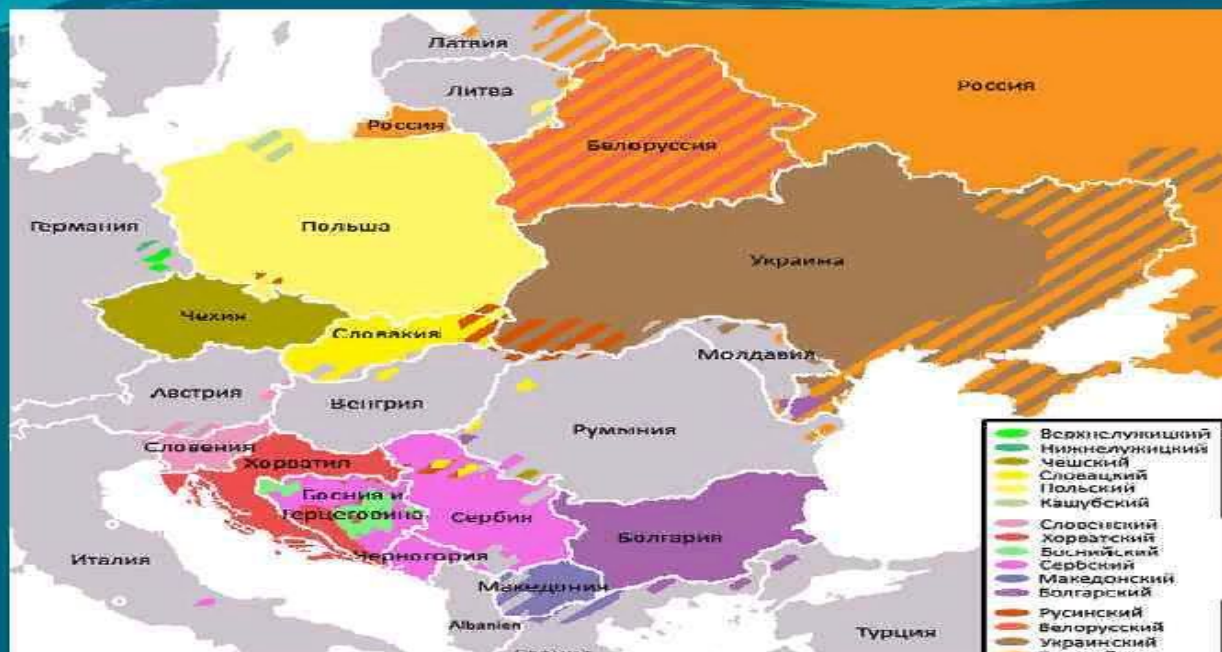 Латвия
Литва
Россия
Россия
Белоруссия
Германия
Польша
Украина
Чехия
Словакия
Молдавия
Австрия
Венгрия
Румыния
Словения
Хорватия
Босния и
Герцеговина
Сербия
Болгария
Италия
Черногория
Македония
Albanien
Турция
Верхнелужицкий
Нижнелужицкий
Чешский
Словацкий
Польский
Кашубский
Словенский
Хорватский
Боснийский
Сербский
Македонский
Болгарский
Русинский
Белорусский
Украинский